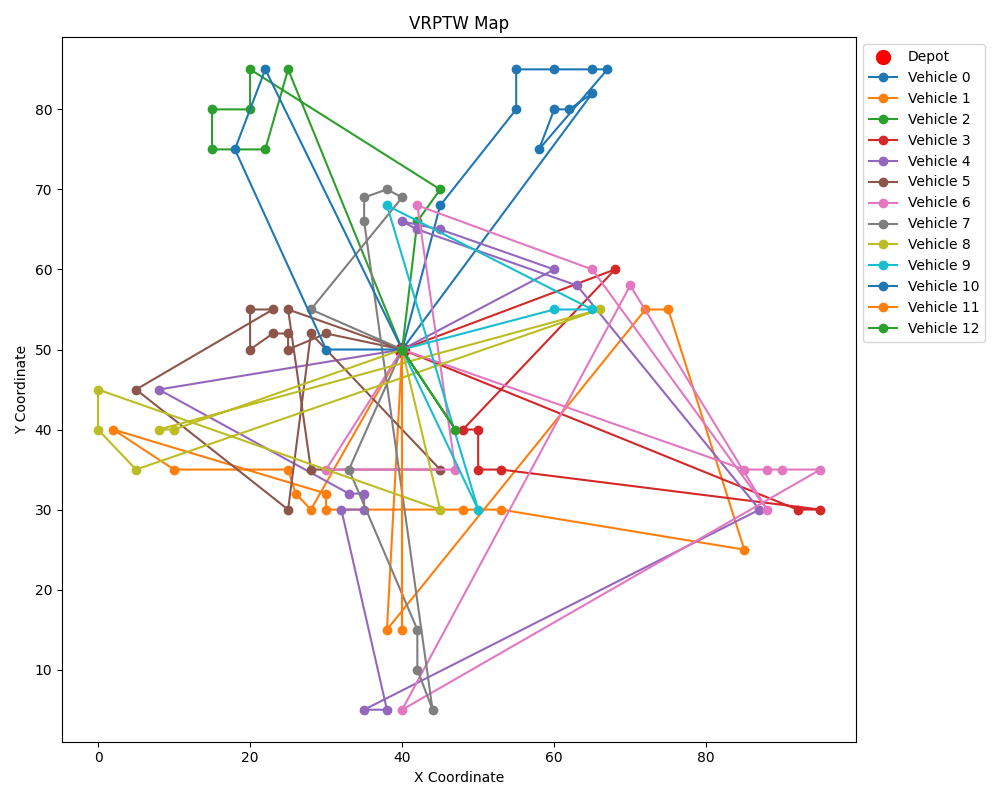 VRPTW Map
Y Coordinate
80
70
60
50
40
30
20
10
0
20
40
60
80
X Coordinate
Depot
Vehicle 0
Vehicle 1
Vehicle 2
Vehicle 3
Vehicle 4
Vehicle 5
Vehicle 6
Vehicle 7
Vehicle 8
Vehicle 9
Vehicle 10
Vehicle 11
Vehicle 12